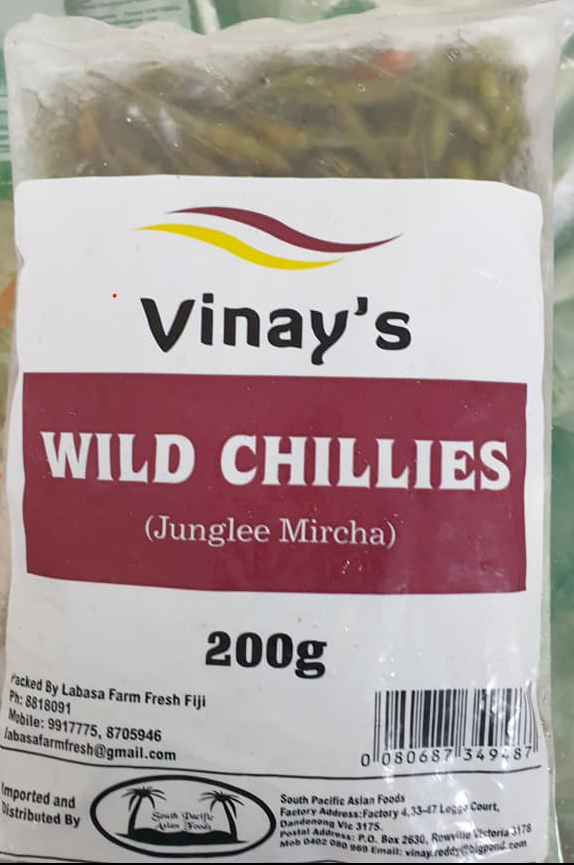 Vinay's
WILD CHILLIES
(Junglee Mircha)
200g
Packed By Labasa Farm Fresh Fiji
Ph: 8818091
Mobile: 9917775, 8705946
labasafarmfresh@gmail.com
0 080687 349487
Imported and
Distributed By
South Pacific
Asian Foods
South Pacific Asian Foods
Factory Address:Factory 4,33-47 Leggo Court,
Dandenong Vic 3175.
Postal Address: P.O. Box 2630, Rowville Victoria 3178
Mob 0402 080 969 Email: vinay.reddy@bigpond.com